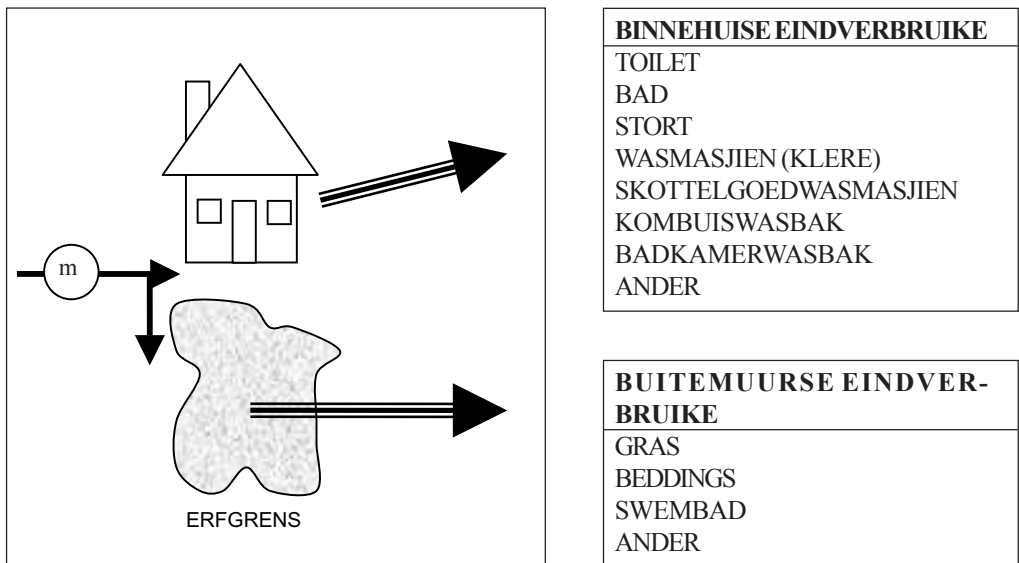 m
ERFGRENS
BINNEHUISE EINDVERBRUIKE
TOILET
BAD
STORT
WASMASJIEN (KLERE)
SKOTTELGOEDWASMASJIEN
KOMBUISWASBAK
BADKAMERWASBAK
ANDER
BUITEMUURSE EINDVER-
BRUIKE
GRAS
BEDDINGS
SWEMBAD
ANDER